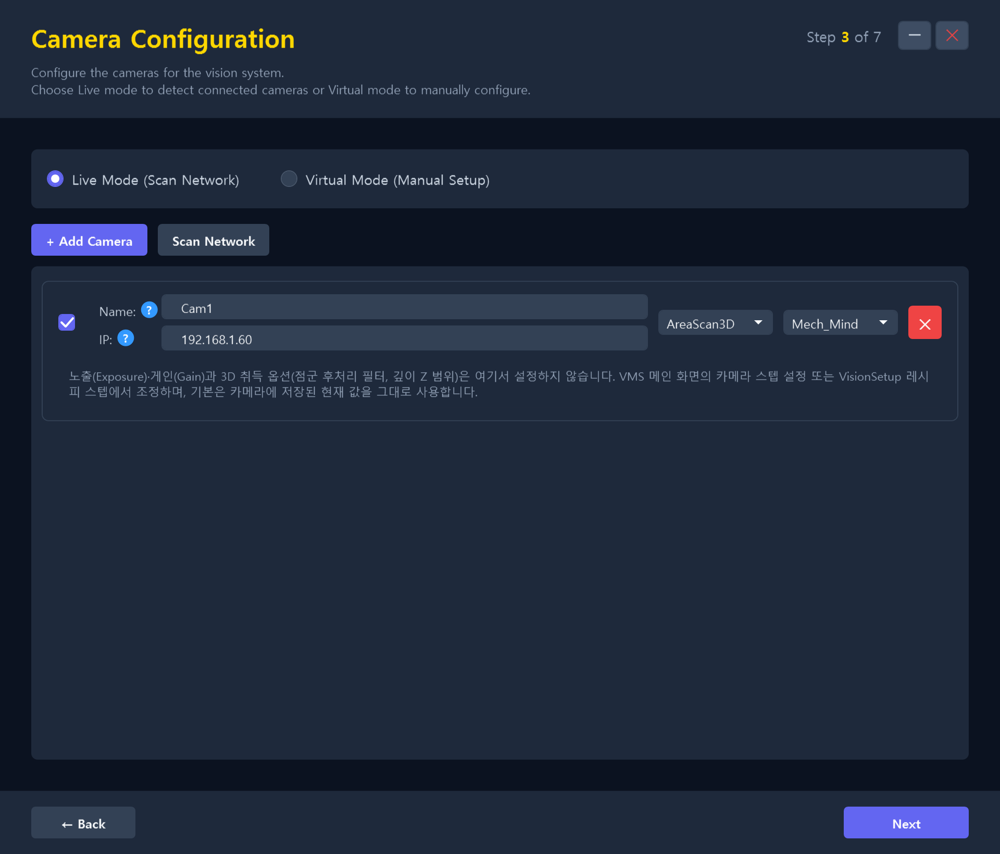 Camera Configuration
Step 3 of 7
Configure the cameras for the vision system.
Choose Live mode to detect connected cameras or Virtual mode to manually configure.
Live Mode (Scan Network)
Virtual Mode (Manual Setup)
+ Add Camera
Scan Network
Name: ?
Cam1
IP: ?
192.168.1.60
AreaScan3D
Mech_Mind
노출(Exposure)·게인(Gain)과 3D 취득 옵션(점군 후처리 필터, 깊이 Z 범위)은 여기서 설정하지 않습니다. VMS 메인 화면의 카메라 스텝 설정 또는 VisionSetup 레시
피 스텝에서 조정하며, 기본은 카메라에 저장된 현재 값을 그대로 사용합니다.
← Back
Next